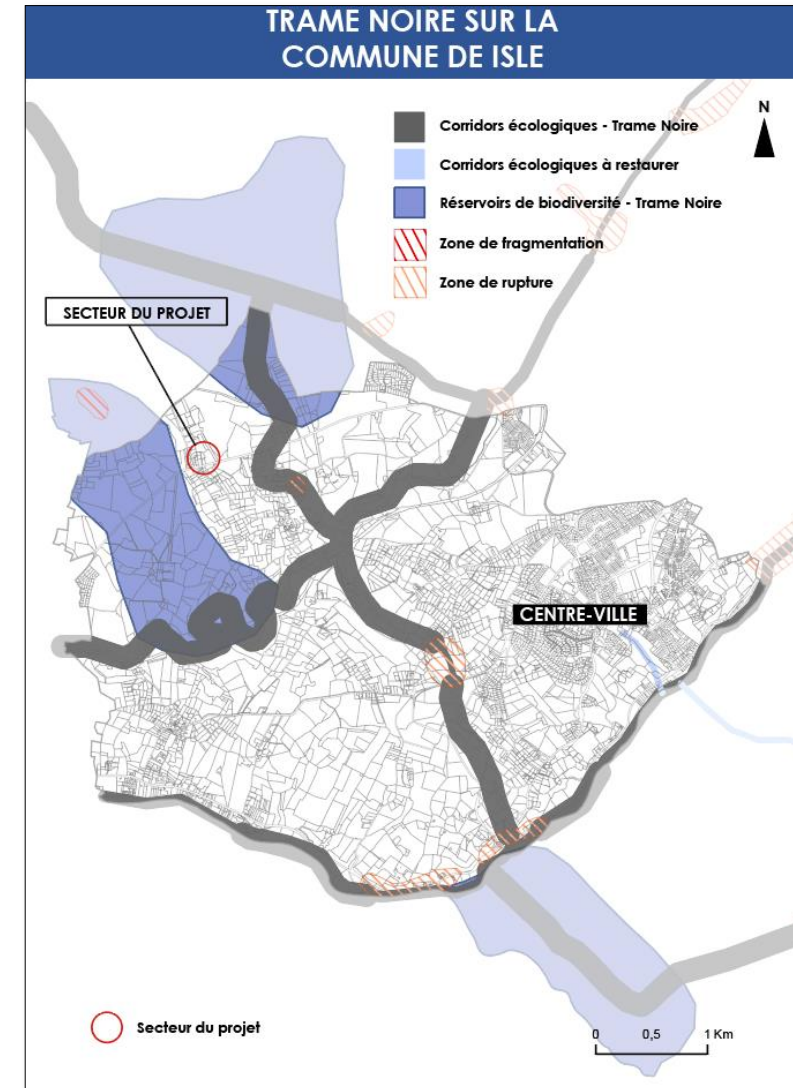 TRAME NOIRE SUR LA
COMMUNE DE ISLE
N
Corridors écologiques - Trame Noire
Corridors écologiques à restaurer
Réservoirs de biodiversité - Trame Noire
Zone de fragmentation
Zone de rupture
SECTEUR DU PROJET
CENTRE-VILLE
Secteur du projet
0 0,5 1 Km